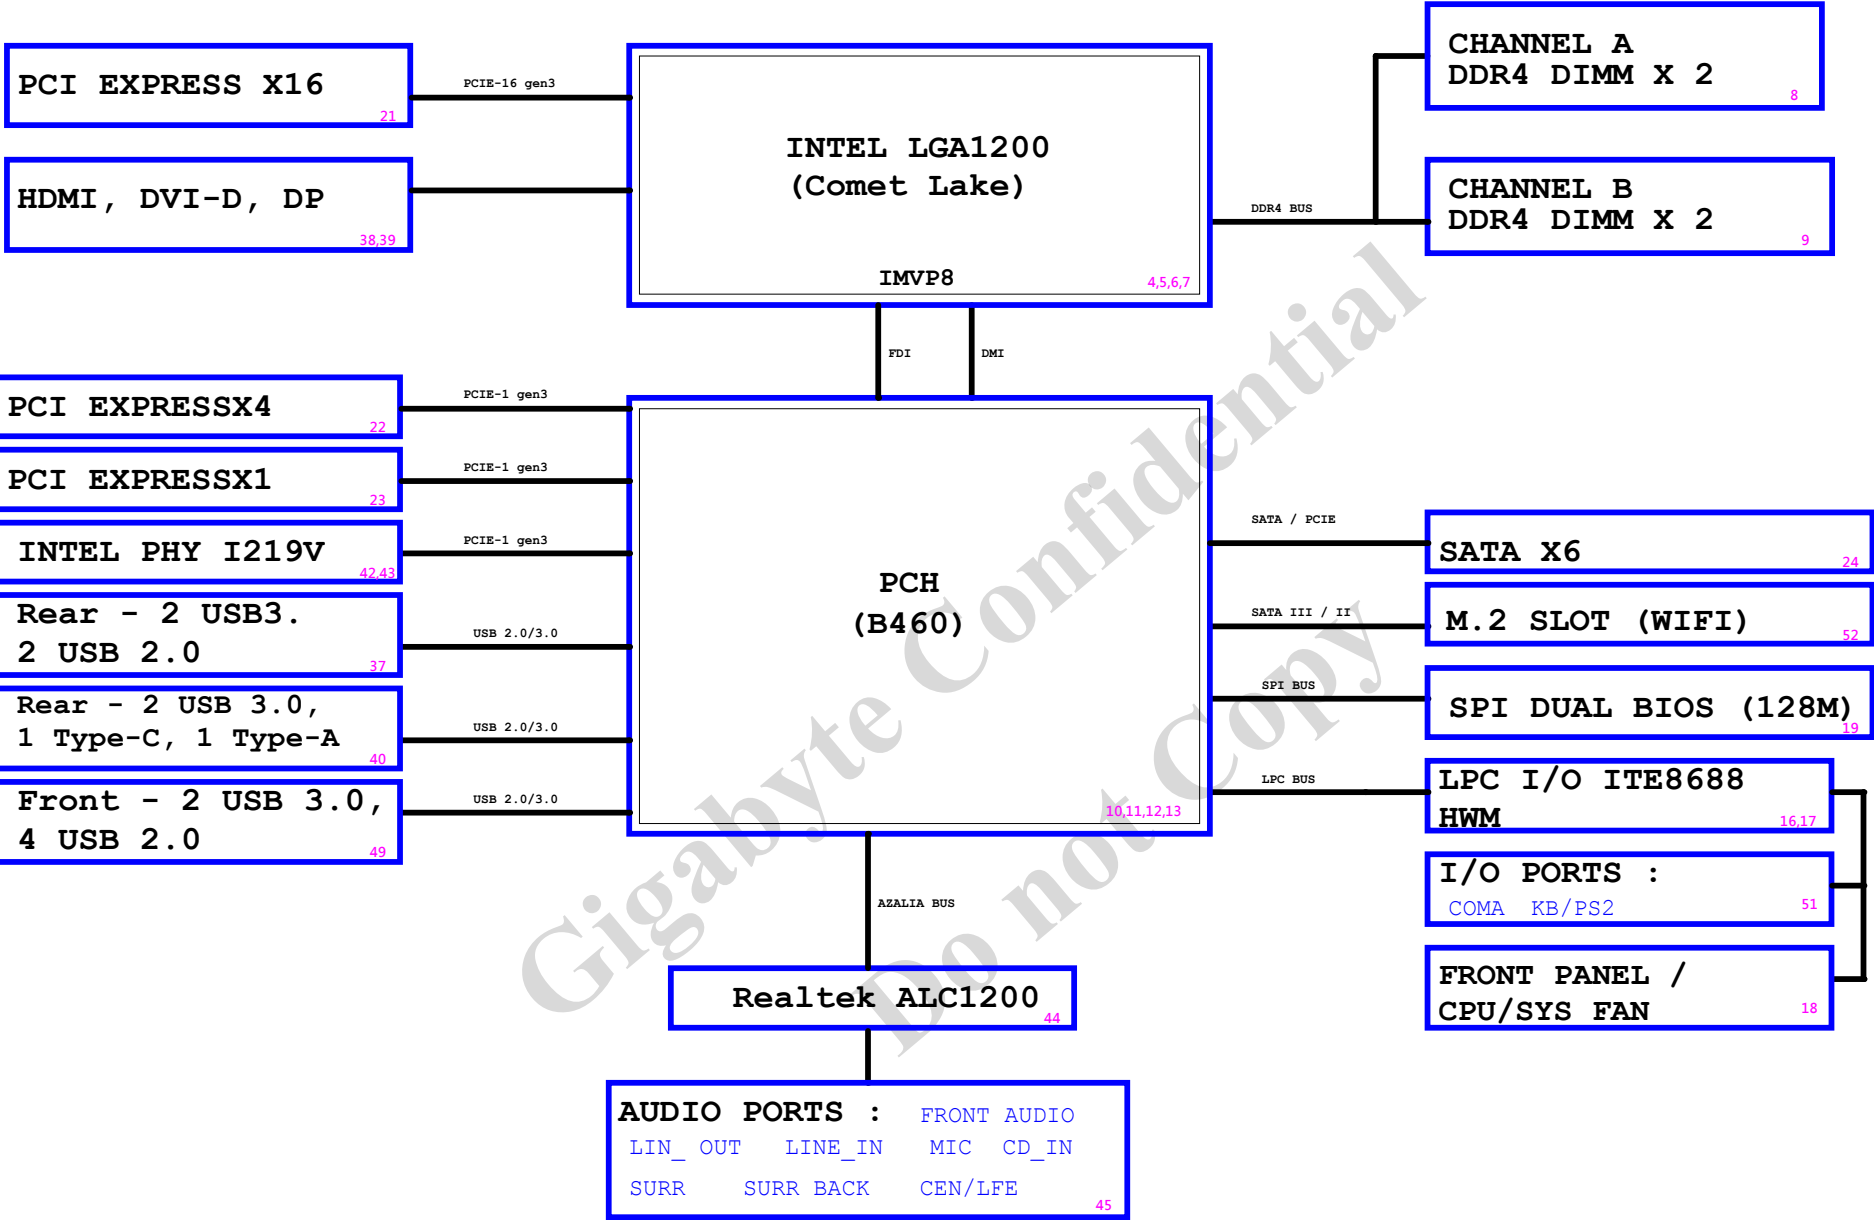 PCI EXPRESS X16
21
PCIE-16 gen3
HDMI, DVI-D, DP
38,39
INTEL LGA1200
(Comet Lake)
IMVP8
4,5,6,7
DDR4 BUS
CHANNEL A
DDR4 DIMM X 2
8
CHANNEL B
DDR4 DIMM X 2
9
FDI
DMI
PCI EXPRESSX4
22
PCIE-1 gen3
PCI EXPRESSX1
23
PCIE-1 gen3
INTEL PHY I219V
42,43
PCIE-1 gen3
Rear - 2 USB3.
2 USB 2.0
37
USB 2.0/3.0
Rear - 2 USB 3.0,
1 Type-C, 1 Type-A
40
USB 2.0/3.0
Front - 2 USB 3.0,
4 USB 2.0
49
USB 2.0/3.0
PCH
(B460)
10,11,12,13
SATA / PCIE
SATA X6
24
SATA III / II
M.2 SLOT (WIFI)
52
SPI BUS
SPI DUAL BIOS (128M)
19
LPC BUS
LPC I/O ITE8688
HWM
16,17
I/O PORTS :
COMA KB/PS2
51
FRONT PANEL /
CPU/SYS FAN
18
AZALIA BUS
Realtek ALC1200
44
AUDIO PORTS : FRONT AUDIO
LIN_ OUT LINE_IN MIC CD_IN
SURR SURR BACK CEN/LFE
45
Gigabyte Confidential
Do not Copy